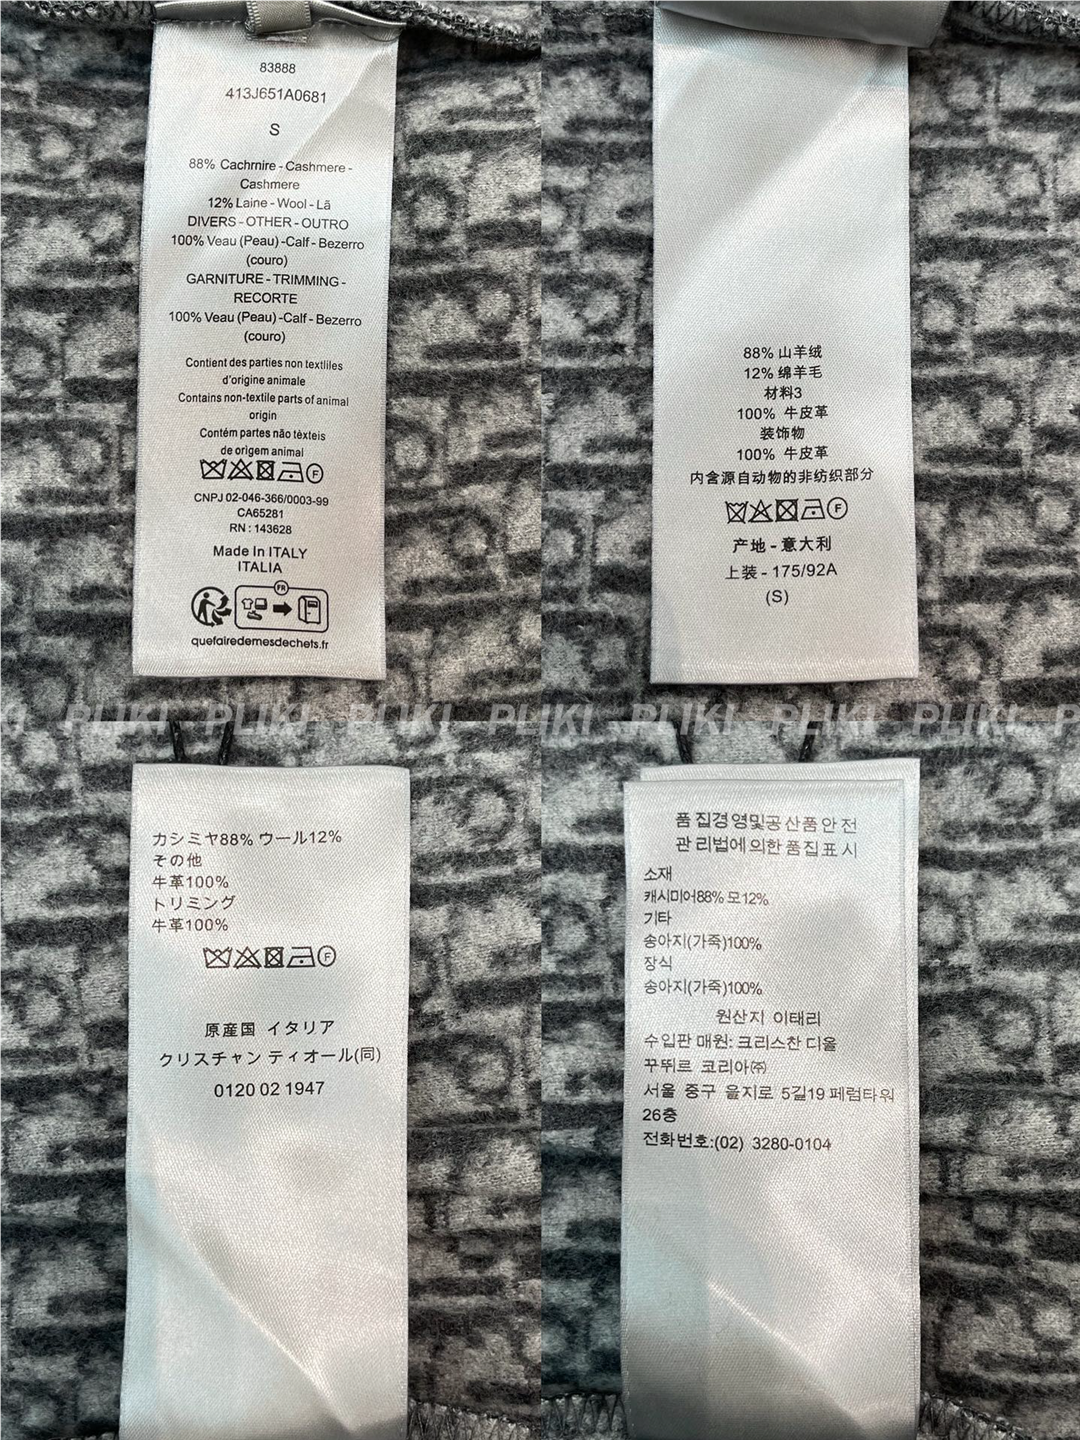 83888
413J651A0681
S
88% Cachrnire - Cashmere -
Cashmere
12% Laine - Wool - Lã
DIVERS - OTHER - OUTRO
100% Veau (Peau) -Calf - Bezerro
(couro)
GARNITURE - TRIMMING -
RECORTE
100% Veau (Peau) -Calf - Bezerro
(couro)
Contient des parties non textliles
d'origine animale
Contains non-textile parts of animal
origin
Contém partes não tèxteis
de origem animal
F
CNPJ 02-046-366/0003-99
CA65281
RN : 143628
Made In ITALY
ITALIA
FR
quefairedemesdechets.fr
88% 山羊绒
12% 绵羊毛
材料3
100% 牛皮革
装饰物
100% 牛皮革
内含源自动物的非纺织部分
F
产地 - 意大利
上装 - 175/92A
(S)
PLIKI PLIKI PLIKI PLIKI PLIKI PLIKI PLIKI
カシミヤ88% ウール12%
その他
牛革100%
トリミング
牛革100%
F
原産国 イタリア
クリスチャン ティオール(同)
0120 02 1947
품 집경영및공산품안전
관 리법에의한품집표시
소재
캐시미어88% 모12%
기타
송아지(가죽)100%
장식
송아지(가죽)100%
원산지 이태리
수입판 매원: 크리스찬 디올
꾸뛰르 코리아㈜
서울 중구 을지로 5길19 페럼타워
26층
전화번호:(02) 3280-0104